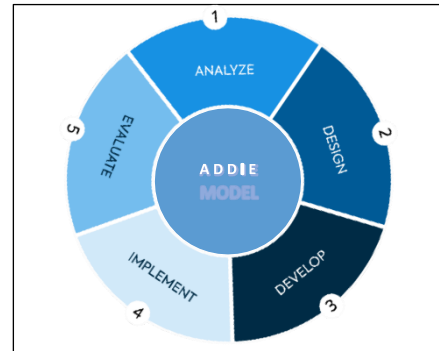 1
ANALYZE
2
DESIGN
3
DEVELOP
4
IMPLEMENT
5
EVALUATE
ADDIE
MODEL